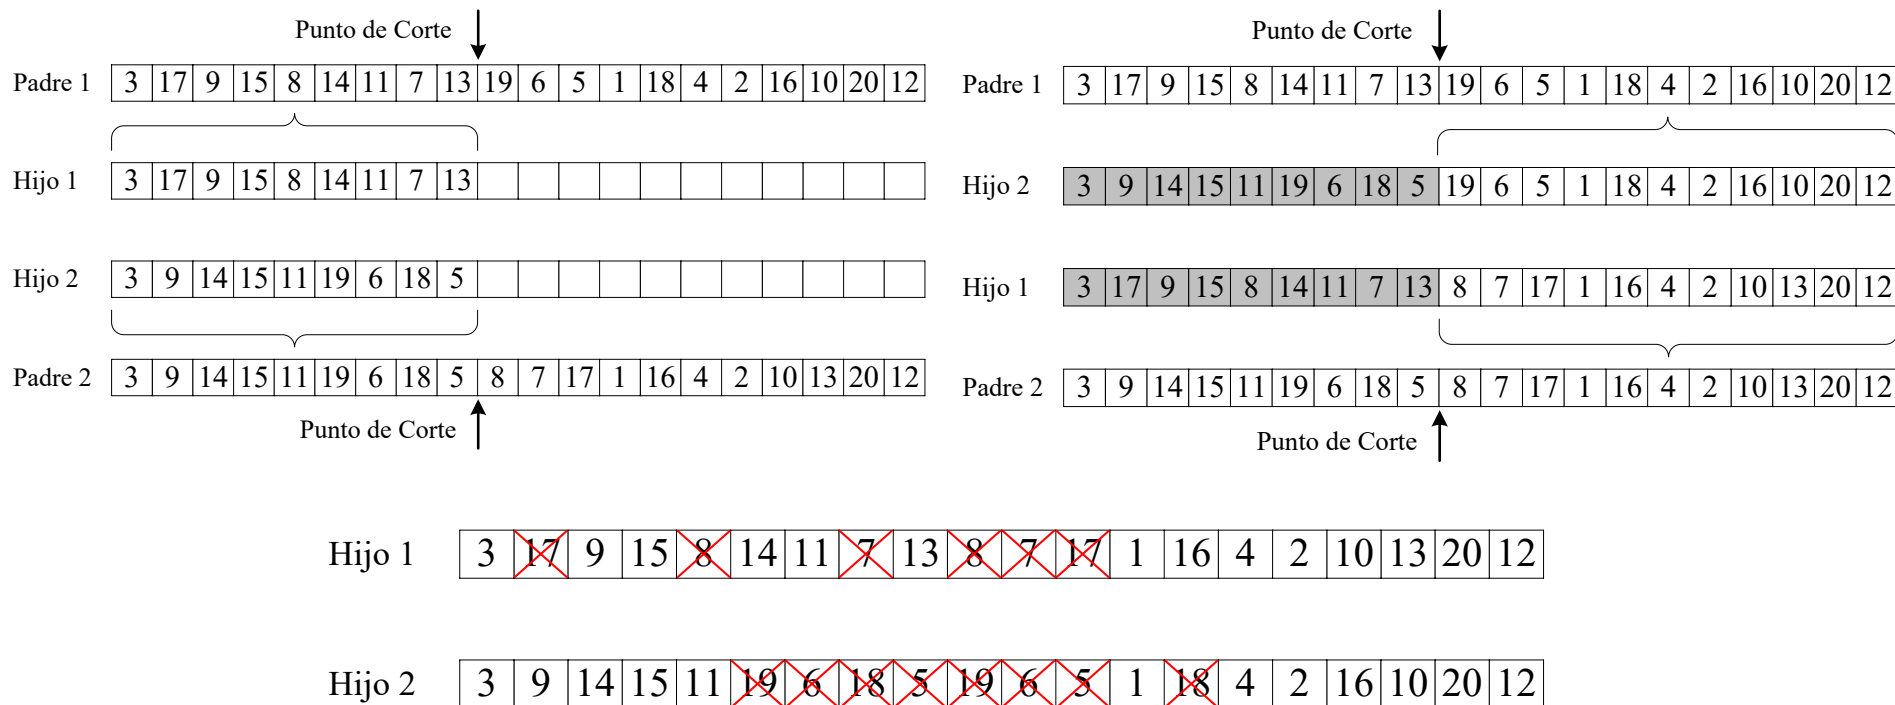 Punto de Corte
Padre 1 3 17 9 15 8 14 11 7 13 19 6 5 1 18 4 2 16 10 20 12
Hijo 1 3 17 9 15 8 14 11 7 13
Hijo 2 3 9 14 15 11 19 6 18 5
Padre 2 3 9 14 15 11 19 6 18 5 8 7 17 1 16 4 2 10 13 20 12
Punto de Corte
Punto de Corte
Padre 1 3 17 9 15 8 14 11 7 13 19 6 5 1 18 4 2 16 10 20 12
Hijo 2 3 9 14 15 11 19 6 18 5 19 6 5 1 18 4 2 16 10 20 12
Hijo 1 3 17 9 15 8 14 11 7 13 8 7 17 1 16 4 2 10 13 20 12
Padre 2 3 9 14 15 11 19 6 18 5 8 7 17 1 16 4 2 10 13 20 12
Punto de Corte
Hijo 1 3 17 9 15 8 14 11 7 13 8 7 17 1 16 4 2 10 13 20 12
Hijo 2 3 9 14 15 11 19 6 18 5 19 6 5 1 18 4 2 16 10 20 12